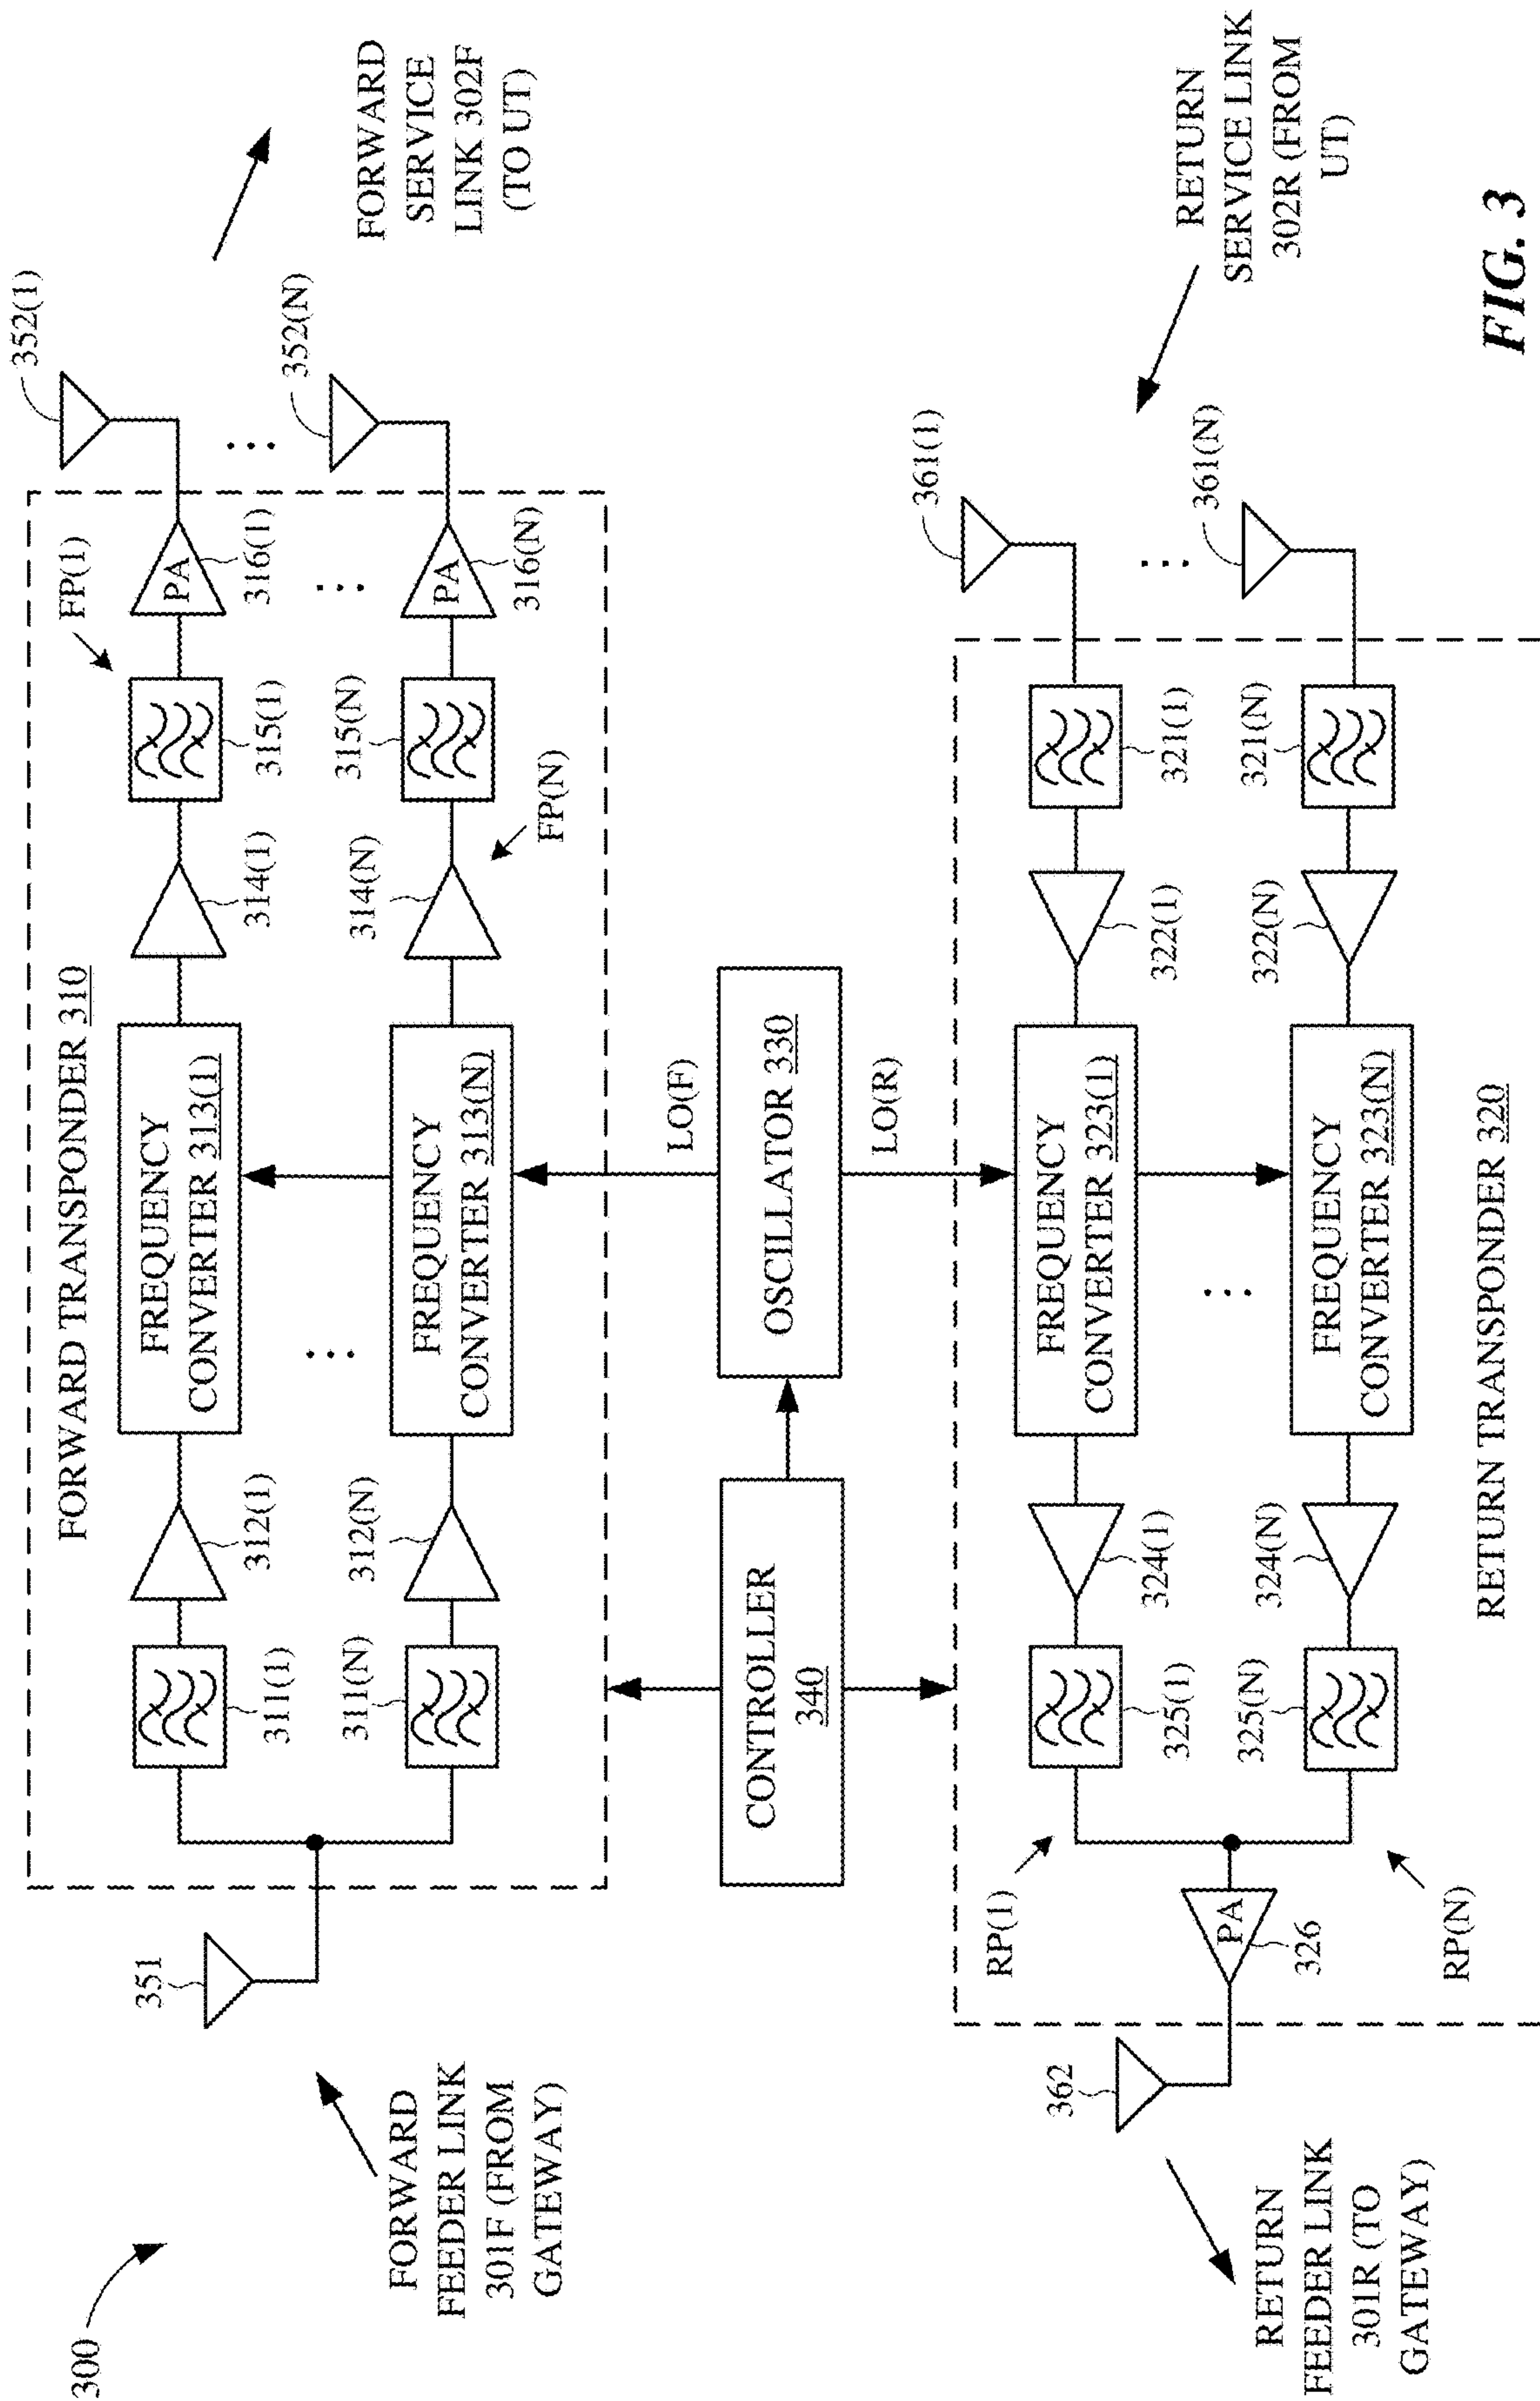 300
FORWARD
FEEDER LINK
301F (FROM
GATEWAY)
351
FORWARD TRANSPONDER 310
311(1)
312(1)
FREQUENCY
CONVERTER 313(1)
314(1)
315(1)
FP(1)
PA
316(1)
352(1)
311(N)
312(N)
FREQUENCY
CONVERTER 313(N)
314(N)
315(N)
FP(N)
PA
316(N)
352(N)
FORWARD
SERVICE
LINK 302F
(TO UT)
CONTROLLER
340
OSCILLATOR 330
LO(F)
LO(R)
RETURN
FEEDER LINK
301R (TO
GATEWAY)
362
PA
326
RP(1)
RP(N)
325(1)
324(1)
FREQUENCY
CONVERTER 323(1)
322(1)
321(1)
361(1)
325(N)
324(N)
FREQUENCY
CONVERTER 323(N)
322(N)
321(N)
361(N)
RETURN TRANSPONDER 320
RETURN
SERVICE LINK
302R (FROM
UT)
FIG. 3